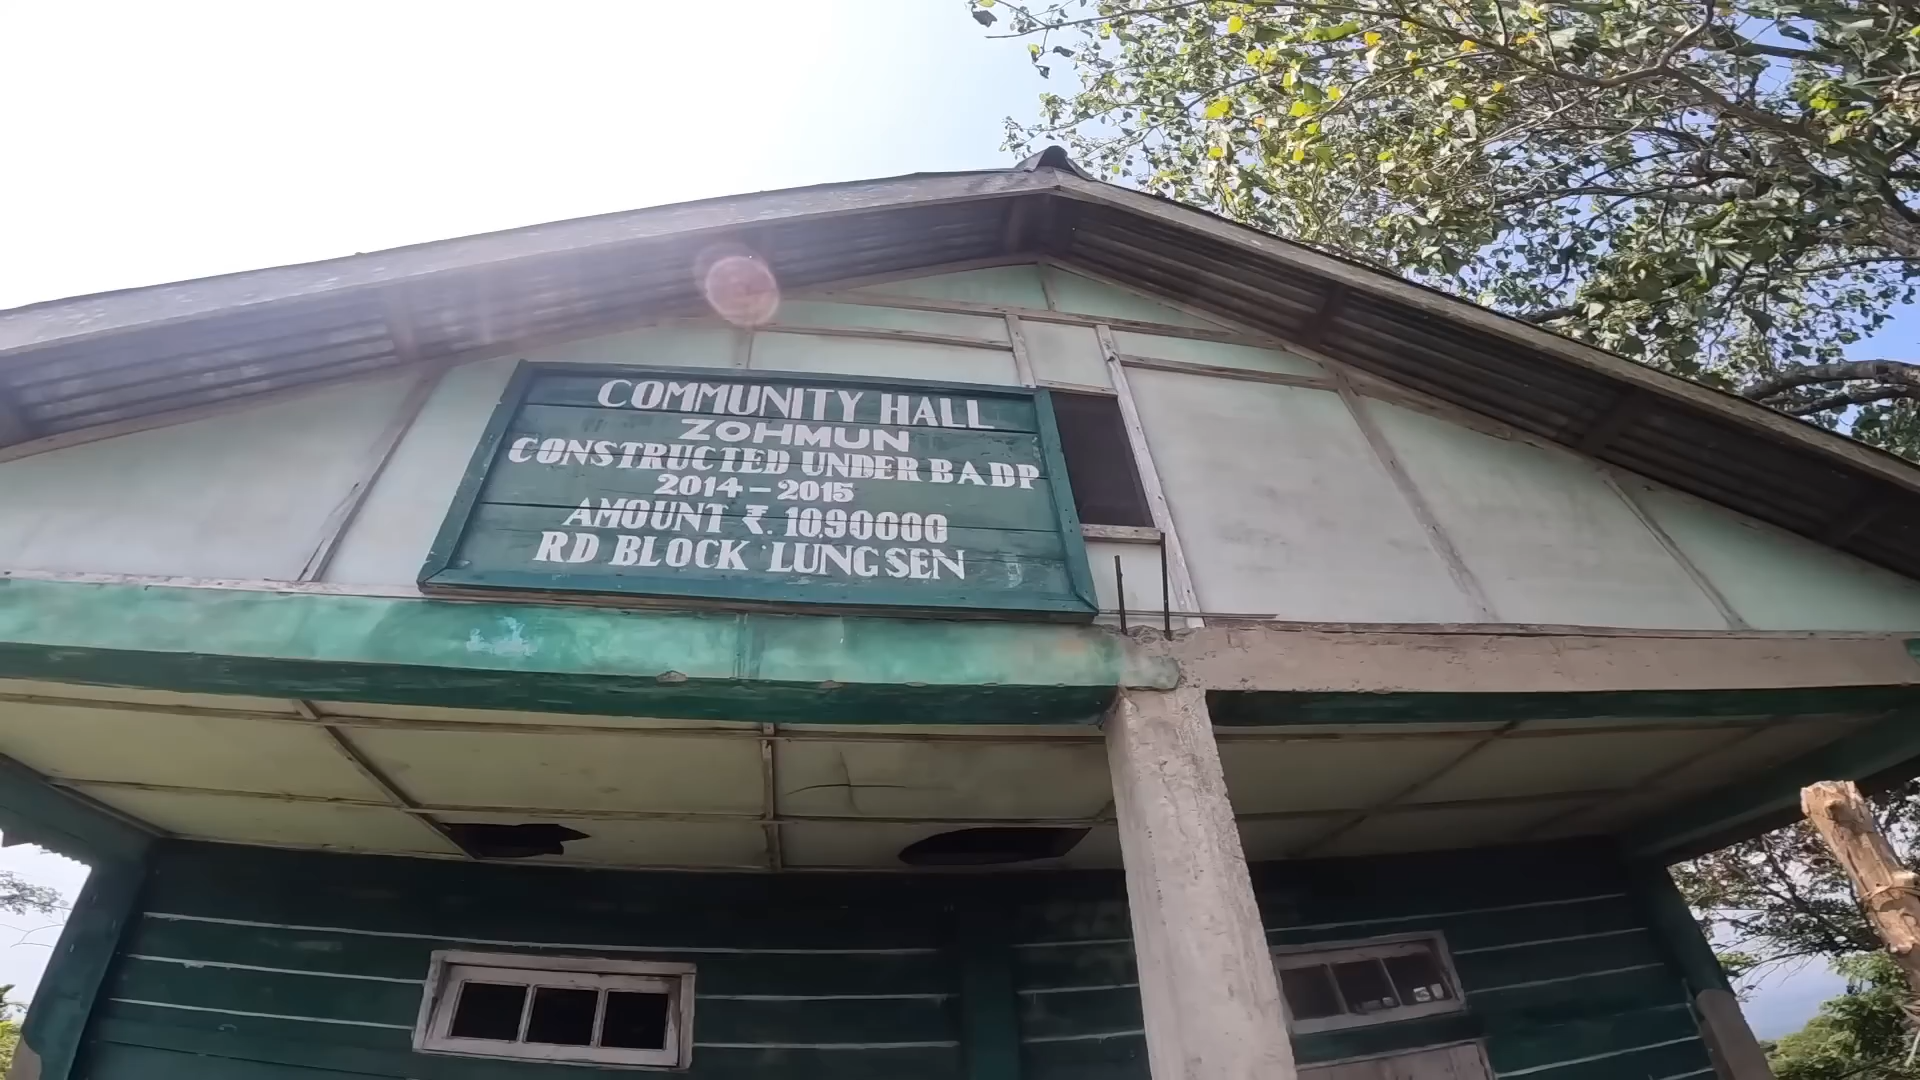 COMMUNITY HALL
ZOHMUN
CONSTRUCTED UNDER BADP
2014-2015
AMOUNT ₹. 10,90000
RD BLOCK LUNGSEN